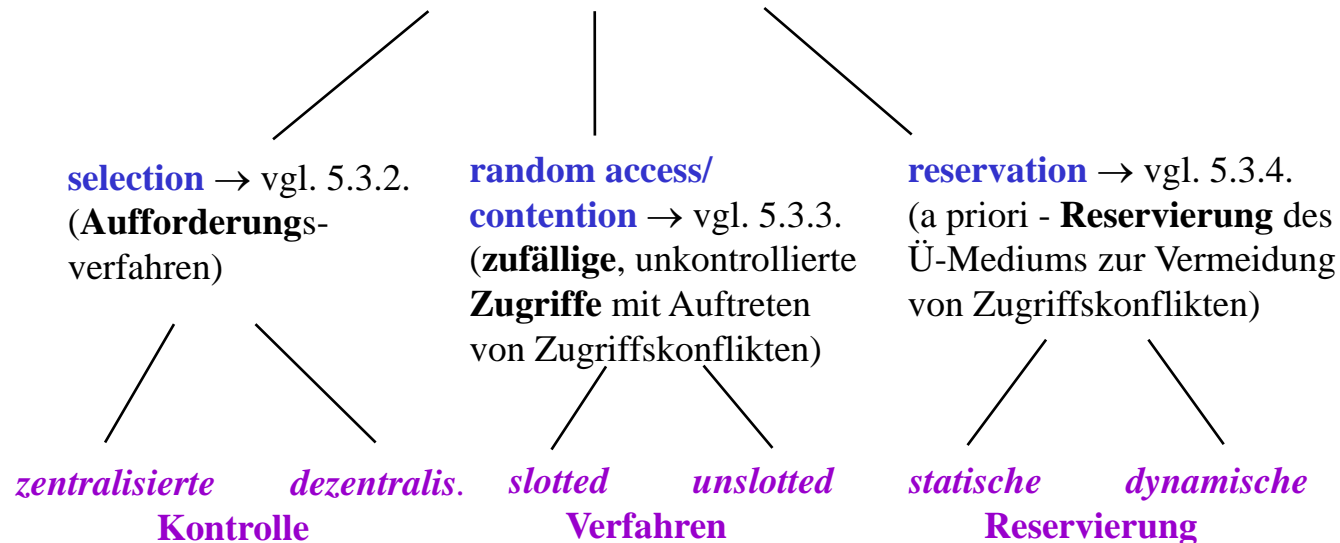 selection → vgl. 5.3.2.
(Aufforderungs-
verfahren)
random access/
contention → vgl. 5.3.3.
(zufällige, unkontrollierte
Zugriffe mit Auftreten
von Zugriffskonflikten)
reservation → vgl. 5.3.4.
(a priori - Reservierung des
Ü-Mediums zur Vermeidung
von Zugriffskonflikten)
zentralisierte dezentralis.
Kontrolle
slotted unslotted
Verfahren
statische dynamische
Reservierung